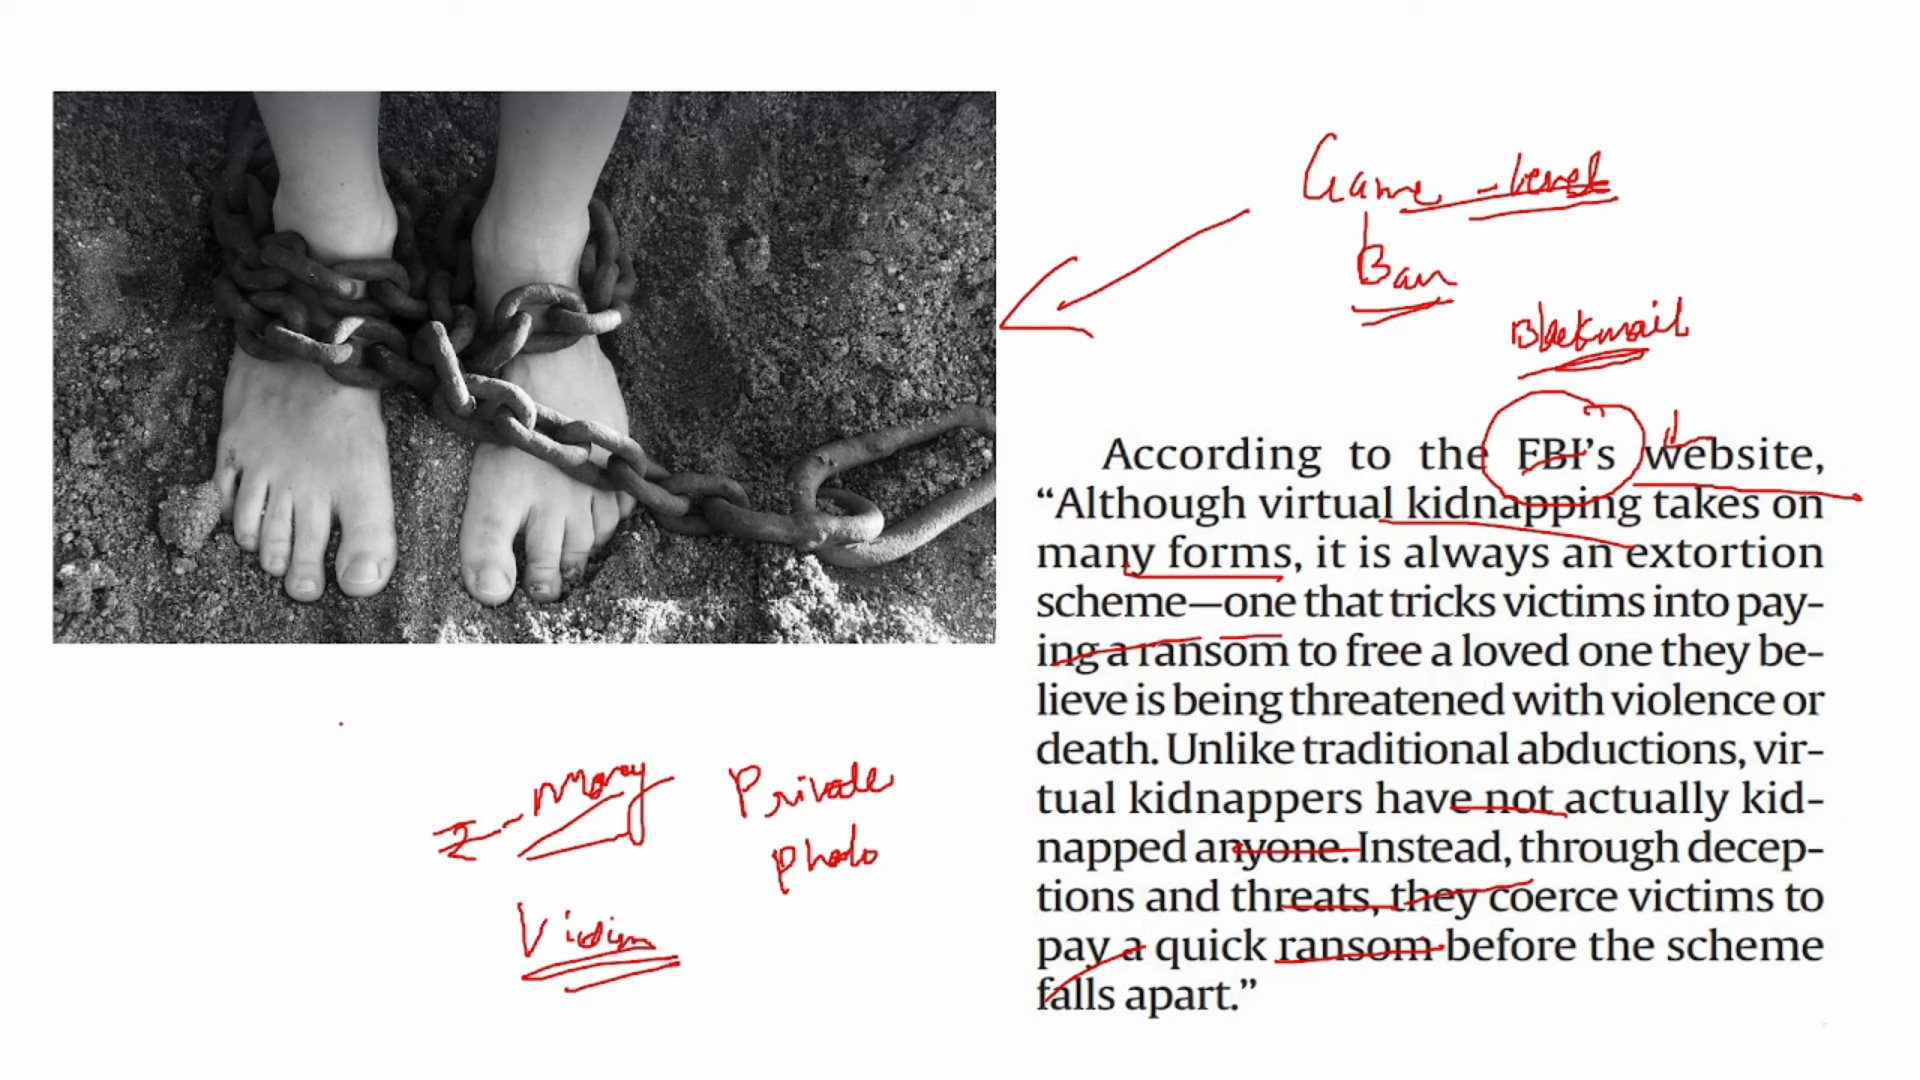 Game - level
Ban
Blackmail
According to the FBI's website,
“Although virtual kidnapping takes on
many forms, it is always an extortion
scheme—one that tricks victims into pay-
ing a ransom to free a loved one they be-
lieve is being threatened with violence or
death. Unlike traditional abductions, vir-
tual kidnappers have not actually kid-
napped anyone. Instead, through decep-
tions and threats, they coerce victims to
pay a quick ransom before the scheme
falls apart.”
Money
Private
photo
Victim